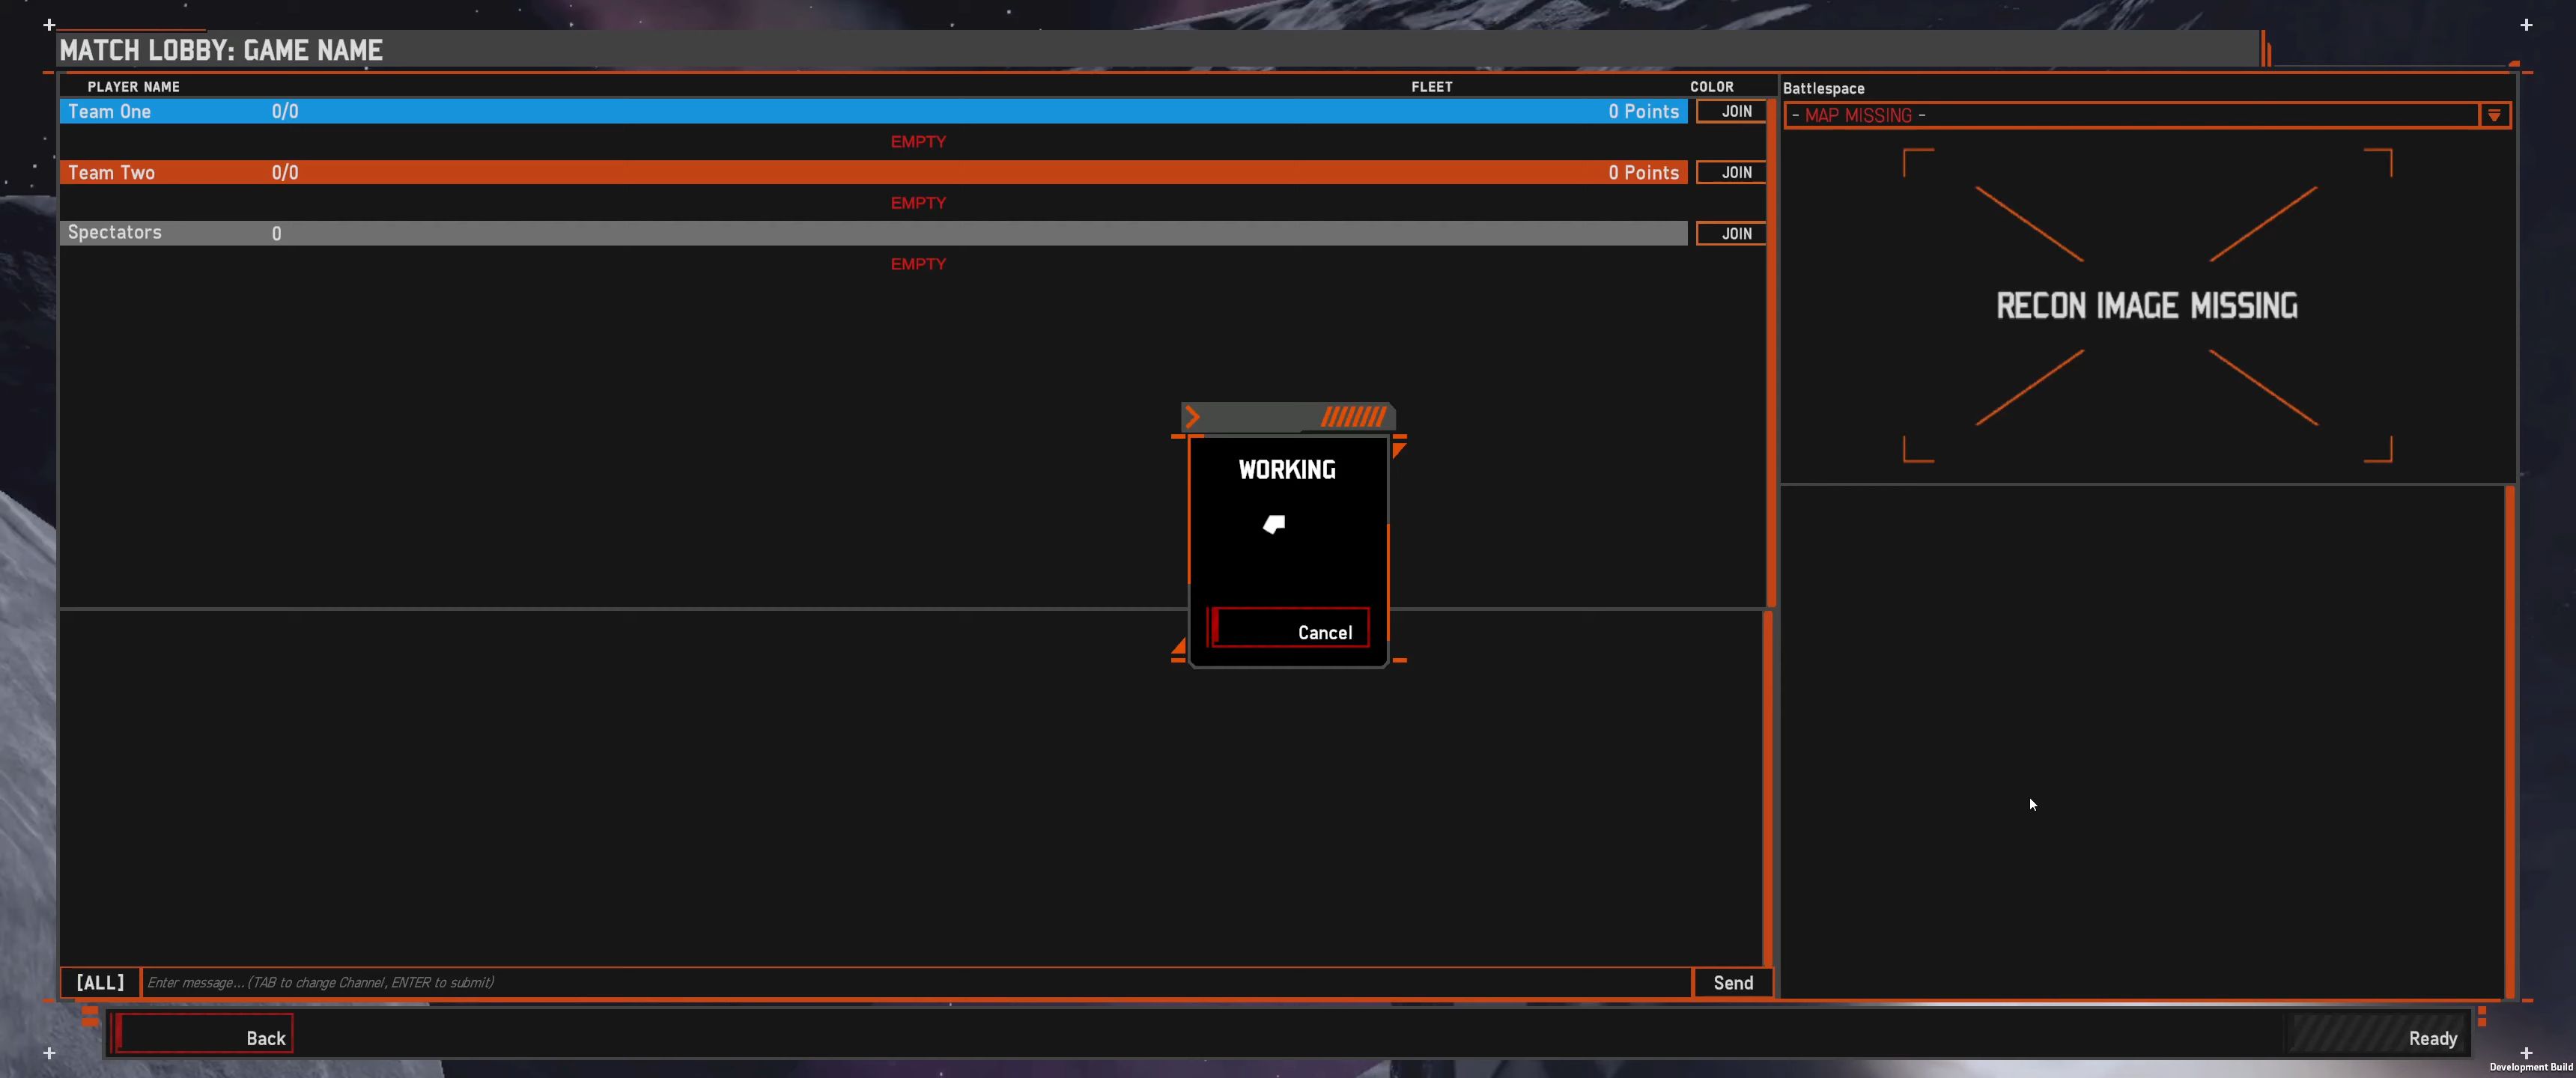 MATCH LOBBY: GAME NAME
PLAYER NAME FLEET COLOR
Team One 0/0 0 Points JOIN
EMPTY
Team Two 0/0 0 Points JOIN
EMPTY
Spectators 0 JOIN
EMPTY
Battlespace
- MAP MISSING -
RECON IMAGE MISSING
WORKING
Cancel
[ALL] Enter message... (TAB to change Channel, ENTER to submit) Send
Back Ready
Development Build